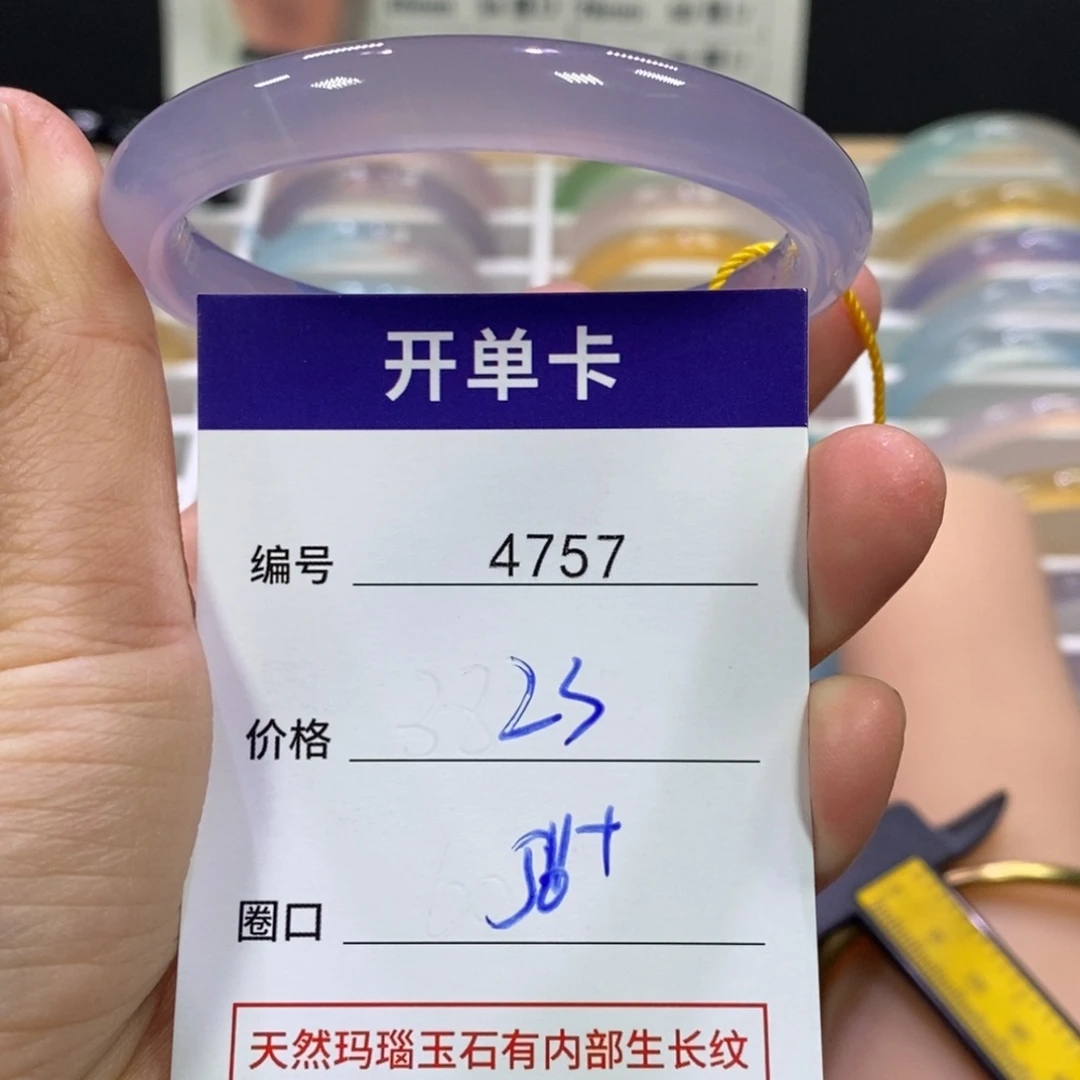 开单卡
编号 4757
价格 23
圈口 58+
天然玛瑙玉石有内部生长纹